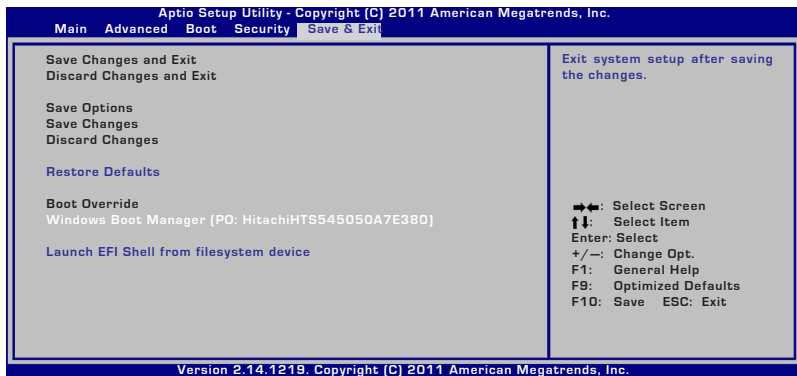 Aptio Setup Utility - Copyright (C) 2011 American Megatrends, Inc.
Main Advanced Boot Security Save & Exit
Save Changes and Exit
Discard Changes and Exit
Save Options
Save Changes
Discard Changes
Restore Defaults
Boot Override
Windows Boot Manager (PO: HitachiHTS545050A7E380)
Launch EFI Shell from filesystem device
Exit system setup after saving
the changes.
→←: Select Screen
↑↓: Select Item
Enter: Select
+/—: Change Opt.
F1: General Help
F9: Optimized Defaults
F10: Save ESC: Exit
Version 2.14.1219. Copyright (C) 2011 American Megatrends, Inc.